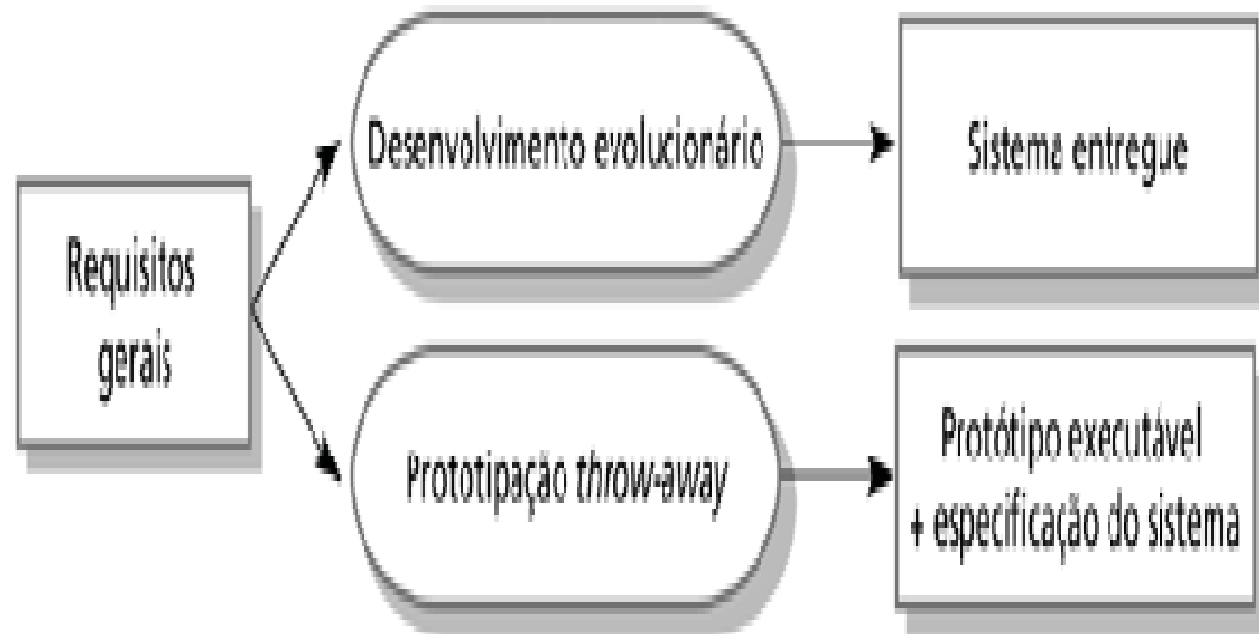 Requisitos
gerais
Desenvolvimento evolucionário
Sistema entregue
Prototipação throw-away
Protótipo executável
+ especificação do sistema